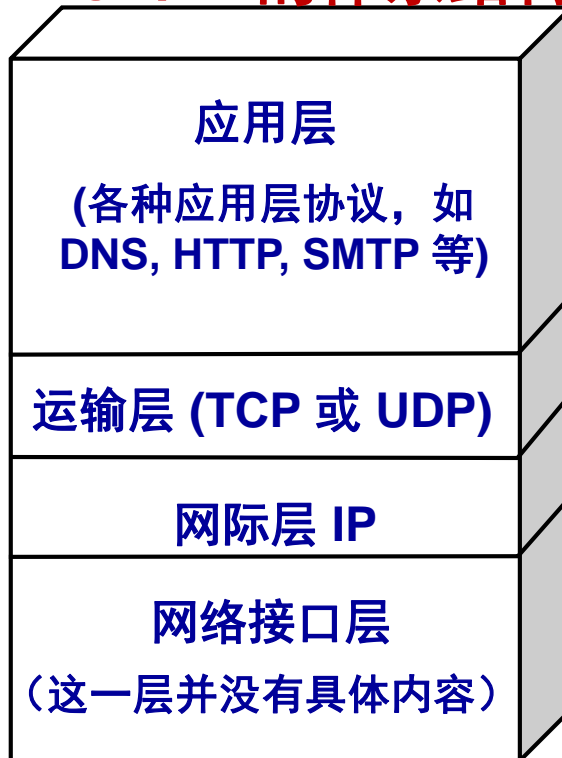 应用层
(各种应用层协议，如
DNS, HTTP, SMTP 等)
运输层 (TCP 或 UDP)
网际层 IP
网络接口层
（这一层并没有具体内容）